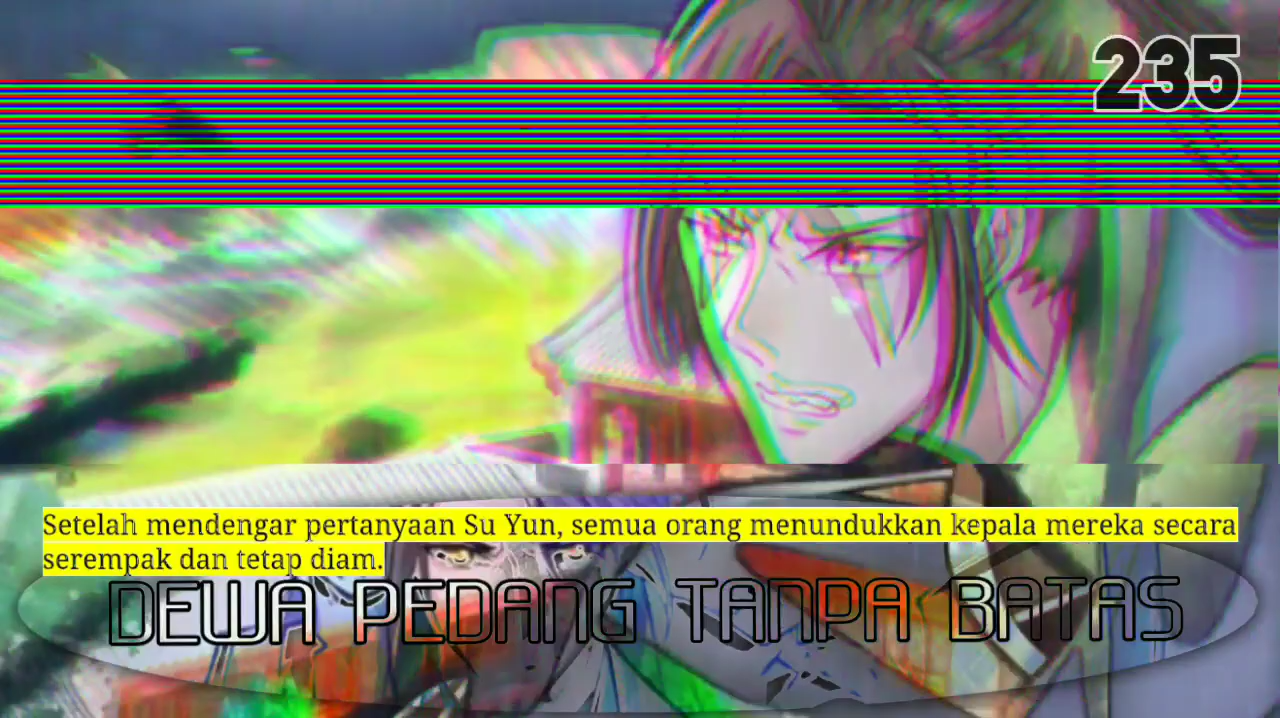 235
Setelah mendengar pertanyaan Su Yun, semua orang menundukkan kepala mereka secara
serempak dan tetap diam.
DEWA PEDANG TANPA BATAS